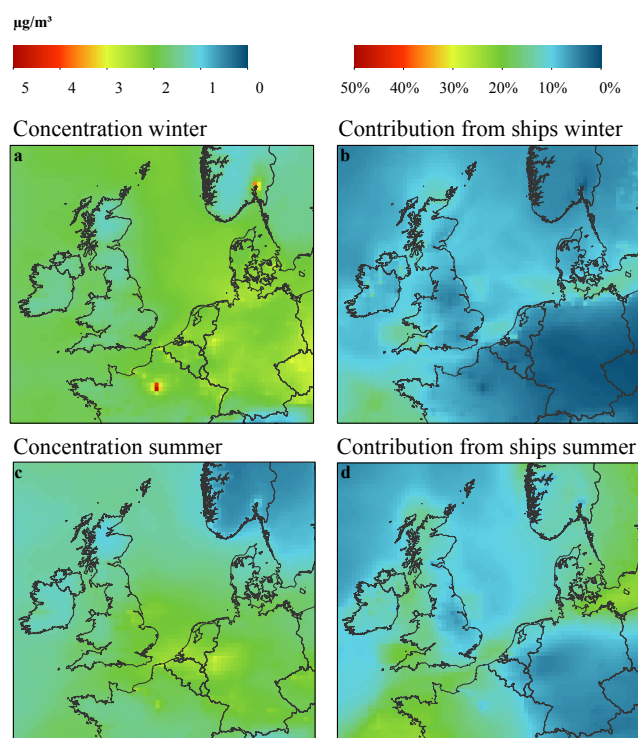 µg/m³
5 4 3 2 1 0
50% 40% 30% 20% 10% 0%
Concentration winter
Contribution from ships winter
a
b
Concentration summer
Contribution from ships summer
c
d